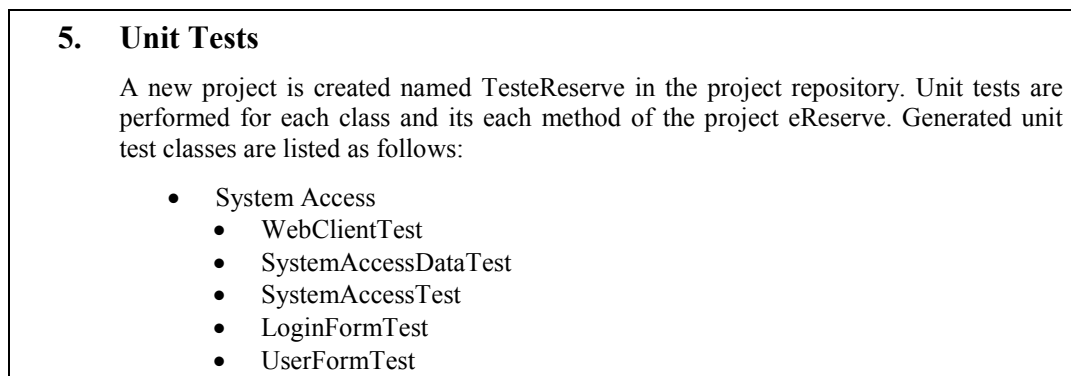 5. Unit Tests
A new project is created named TesteReserve in the project repository. Unit tests are
performed for each class and its each method of the project eReserve. Generated unit
test classes are listed as follows:
• System Access
• WebClientTest
• SystemAccessDataTest
• SystemAccessTest
• LoginFormTest
• UserFormTest